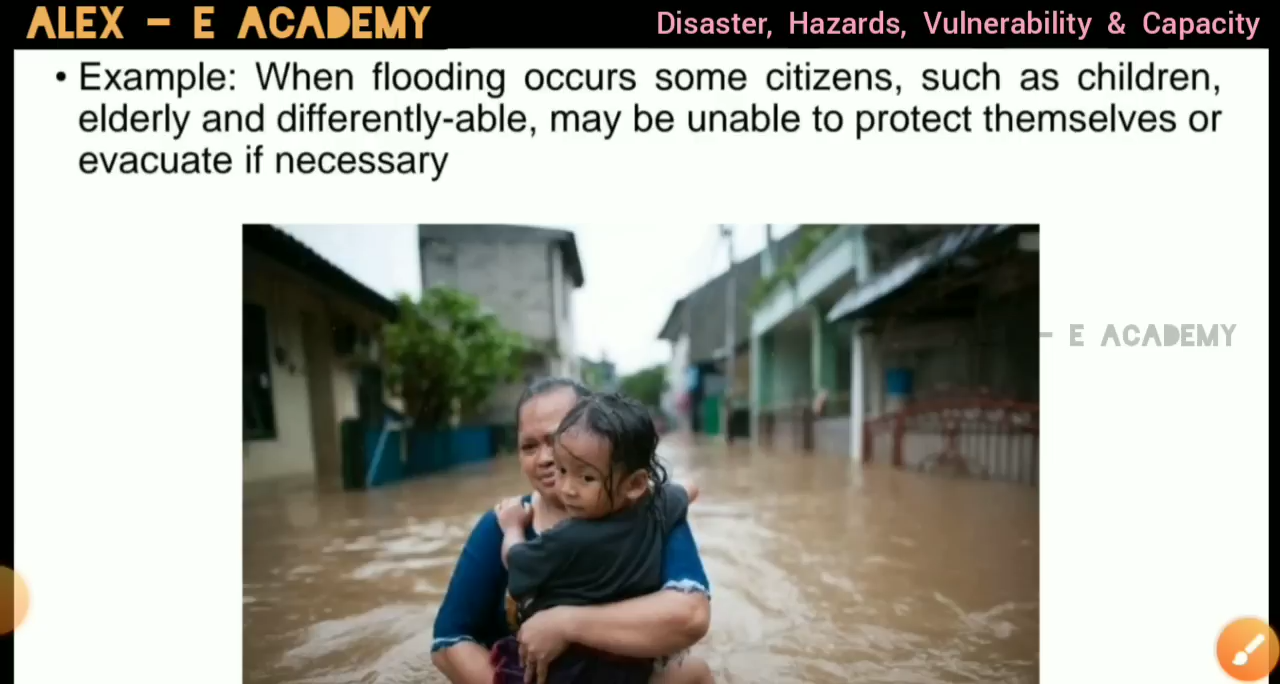 ALEX – E ACADEMY
Disaster, Hazards, Vulnerability & Capacity
• Example: When flooding occurs some citizens, such as children,
elderly and differently-able, may be unable to protect themselves or
evacuate if necessary
– E ACADEMY